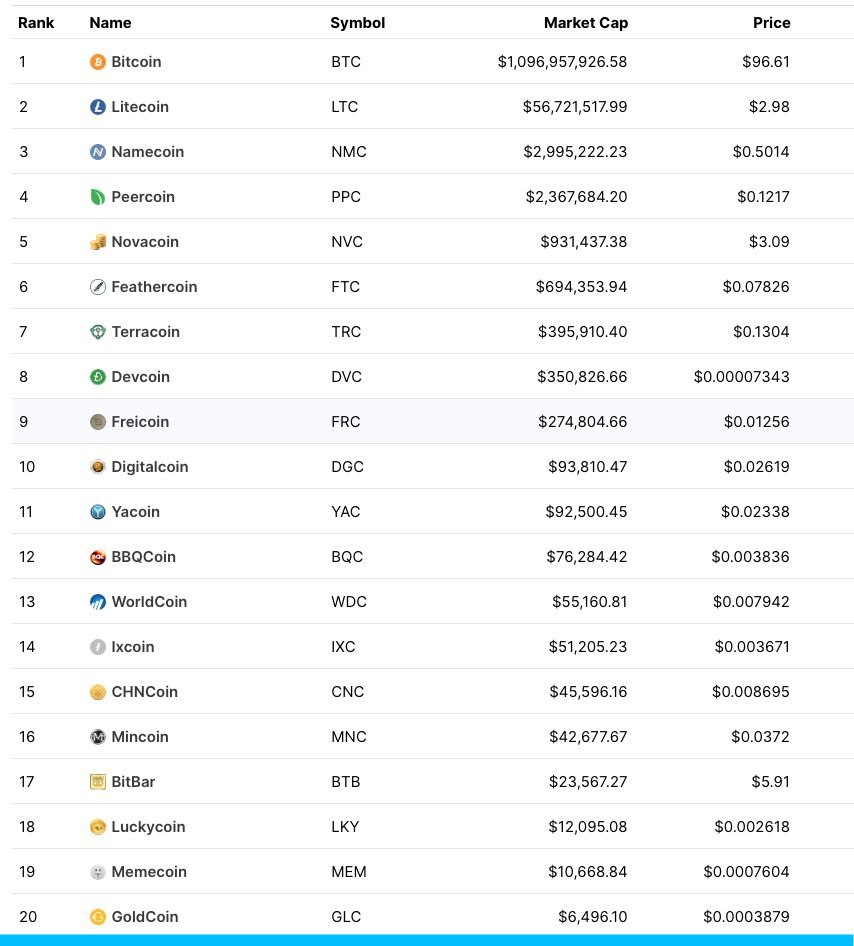 Rank Name Symbol Market Cap Price
1 Bitcoin BTC $1,096,957,926.58 $96.61
2 Litecoin LTC $56,721,517.99 $2.98
3 Namecoin NMC $2,995,222.23 $0.5014
4 Peercoin PPC $2,367,684.20 $0.1217
5 Novacoin NVC $931,437.38 $3.09
6 Feathercoin FTC $694,353.94 $0.07826
7 Terracoin TRC $395,910.40 $0.1304
8 Devcoin DVC $350,826.66 $0.00007343
9 Freicoin FRC $274,804.66 $0.01256
10 Digitalcoin DGC $93,810.47 $0.02619
11 Yacoin YAC $92,500.45 $0.02338
12 BBQCoin BQC $76,284.42 $0.003836
13 WorldCoin WDC $55,160.81 $0.007942
14 Ixcoin IXC $51,205.23 $0.003671
15 CHNCoin CNC $45,596.16 $0.008695
16 Mincoin MNC $42,677.67 $0.0372
17 BitBar BTB $23,567.27 $5.91
18 Luckycoin LKY $12,095.08 $0.002618
19 Memecoin MEM $10,668.84 $0.0007604
20 GoldCoin GLC $6,496.10 $0.0003879